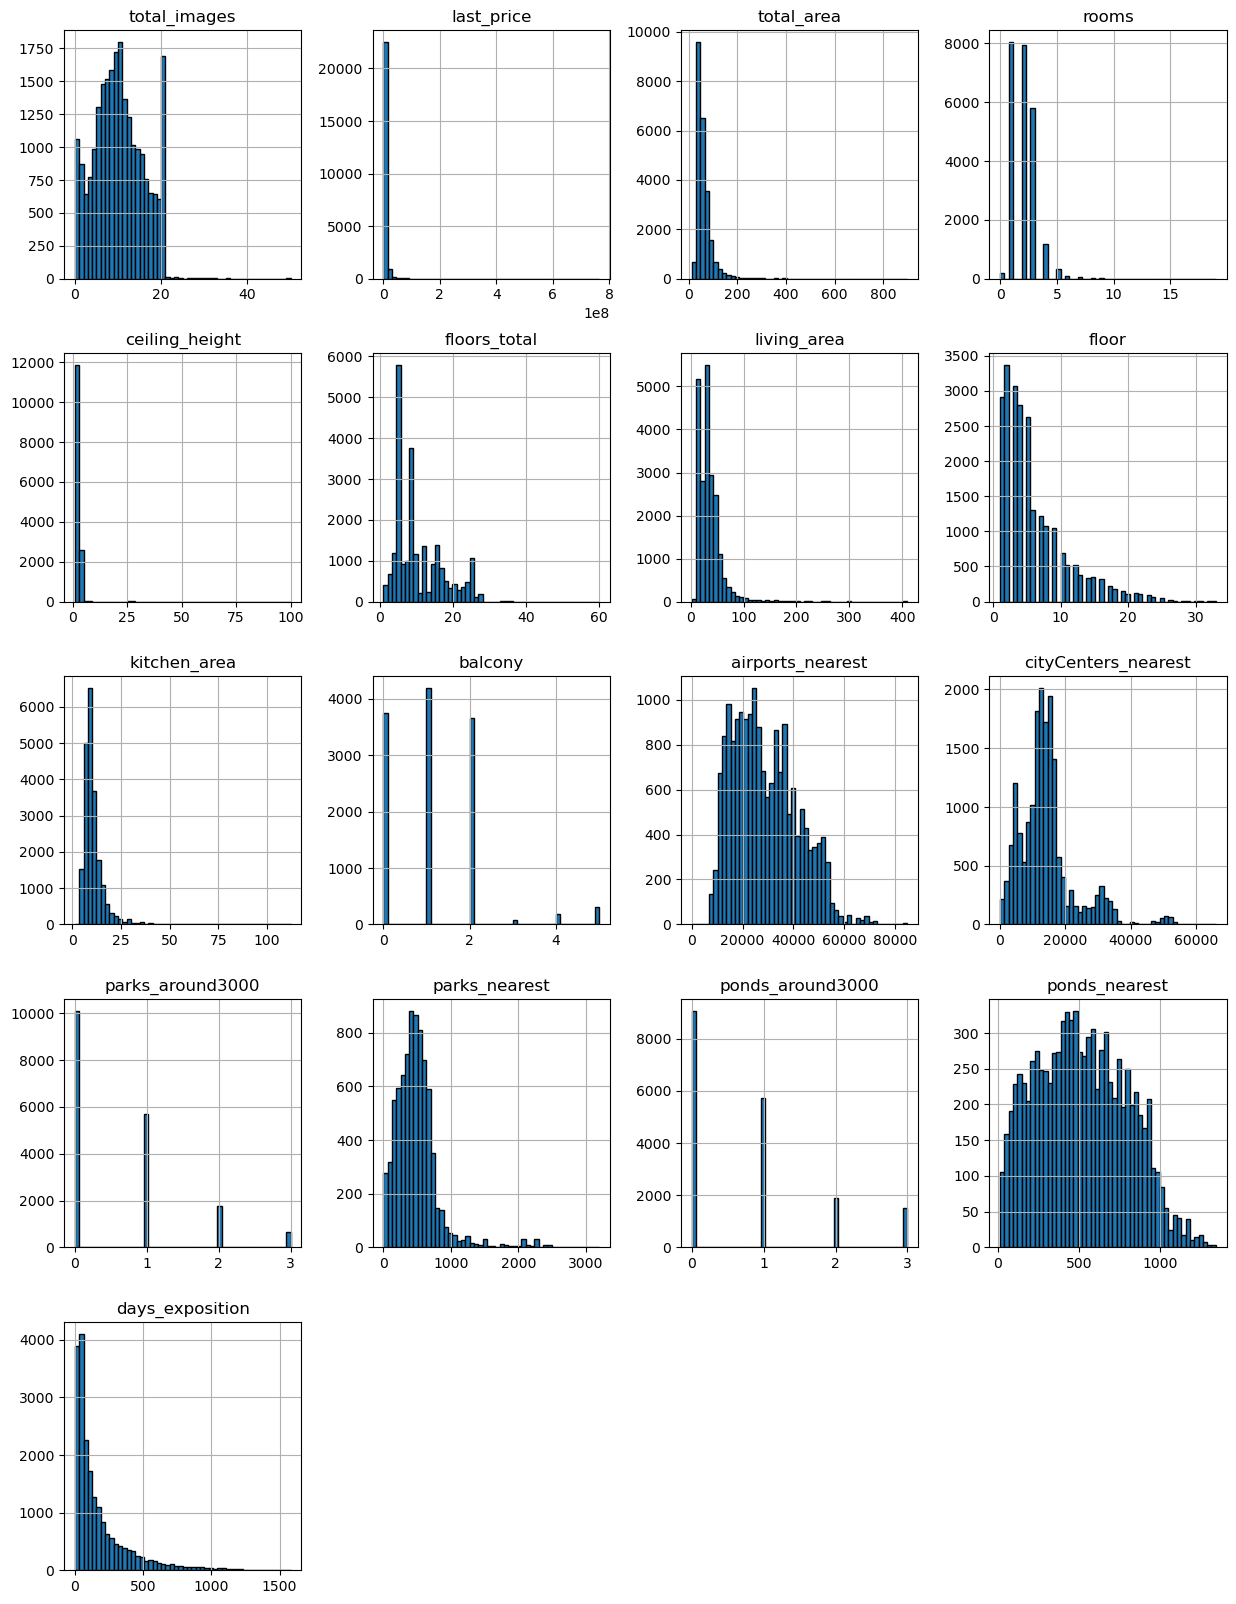 total_images
1750
1500
1250
1000
750
500
250
0
0 20 40
last_price
20000
15000
10000
5000
0
0 2 4 6 8
1e8
total_area
10000
8000
6000
4000
2000
0
0 200 400 600 800
rooms
8000
6000
4000
2000
0
0 5 10 15
ceiling_height
12000
10000
8000
6000
4000
2000
0
0 25 50 75 100
floors_total
6000
5000
4000
3000
2000
1000
0
0 20 40 60
living_area
5000
4000
3000
2000
1000
0
0 100 200 300 400
floor
3500
3000
2500
2000
1500
1000
500
0
0 10 20 30
kitchen_area
6000
5000
4000
3000
2000
1000
0
0 25 50 75 100
balcony
4000
3000
2000
1000
0
0 2 4
airports_nearest
1000
800
600
400
200
0
0 20000 40000 60000 80000
cityCenters_nearest
2000
1500
1000
500
0
0 20000 40000 60000
parks_around3000
10000
8000
6000
4000
2000
0
0 1 2 3
parks_nearest
800
600
400
200
0
0 1000 2000 3000
ponds_around3000
8000
6000
4000
2000
0
0 1 2 3
ponds_nearest
300
250
200
150
100
50
0
0 500 1000
days_exposition
4000
3000
2000
1000
0
0 500 1000 1500